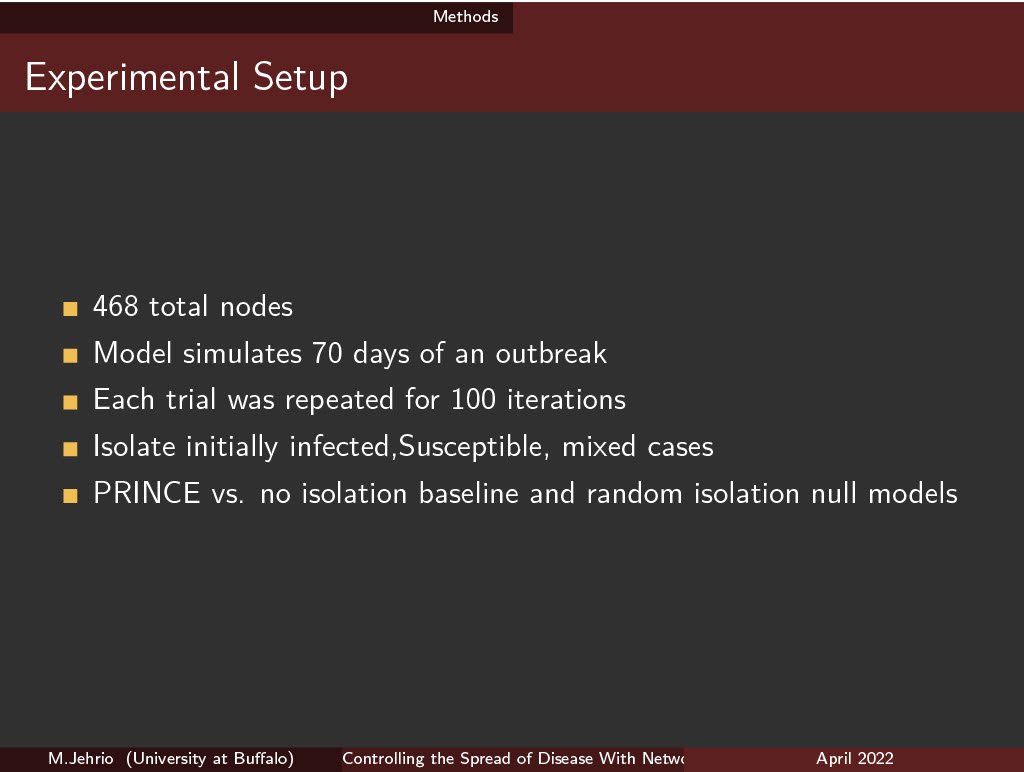 Methods
Experimental Setup
468 total nodes
Model simulates 70 days of an outbreak
Each trial was repeated for 100 iterations
Isolate initially infected,Susceptible, mixed cases
PRINCE vs. no isolation baseline and random isolation null models
M.Jehrio (University at Buffalo) Controlling the Spread of Disease With April 2022